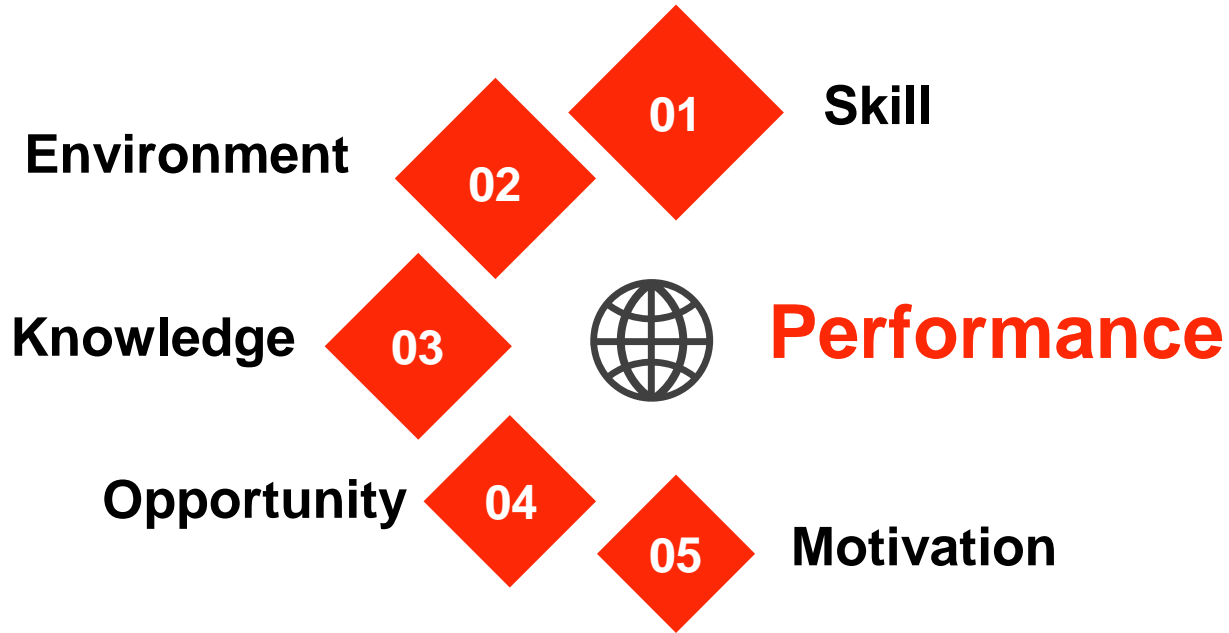 01 Skill
Environment 02
Knowledge 03
Performance
Opportunity 04
05 Motivation